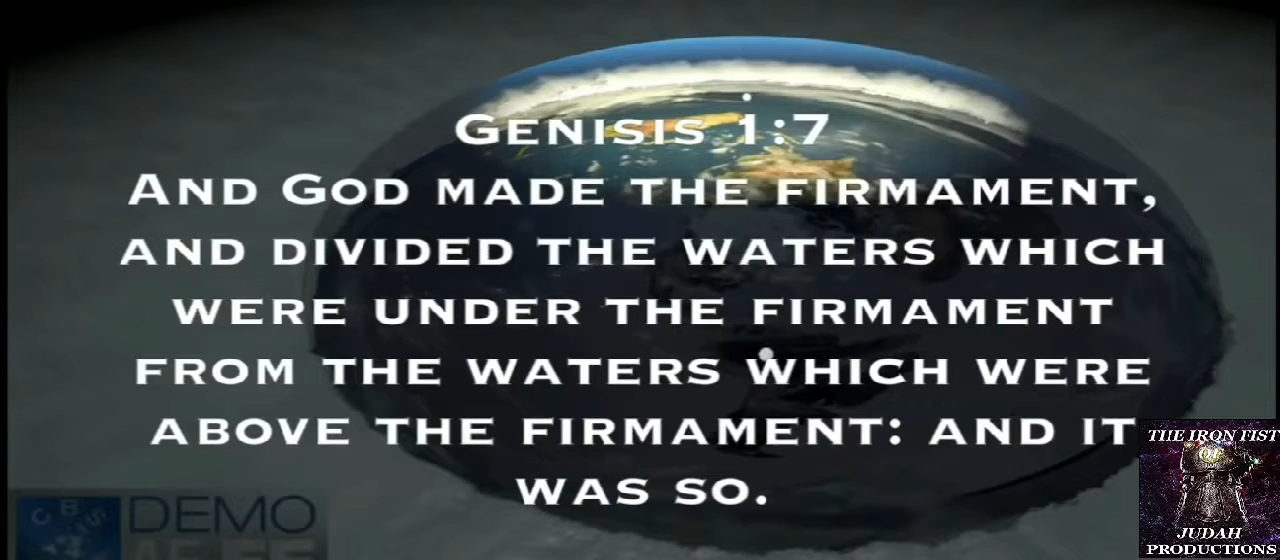 GENISIS 1:7
AND GOD MADE THE FIRMAMENT,
AND DIVIDED THE WATERS WHICH
WERE UNDER THE FIRMAMENT
FROM THE WATERS WHICH WERE
ABOVE THE FIRMAMENT: AND IT
WAS SO.
CBS
DEMO
THE IRON FIST
OF
JUDAH
PRODUCTIONS